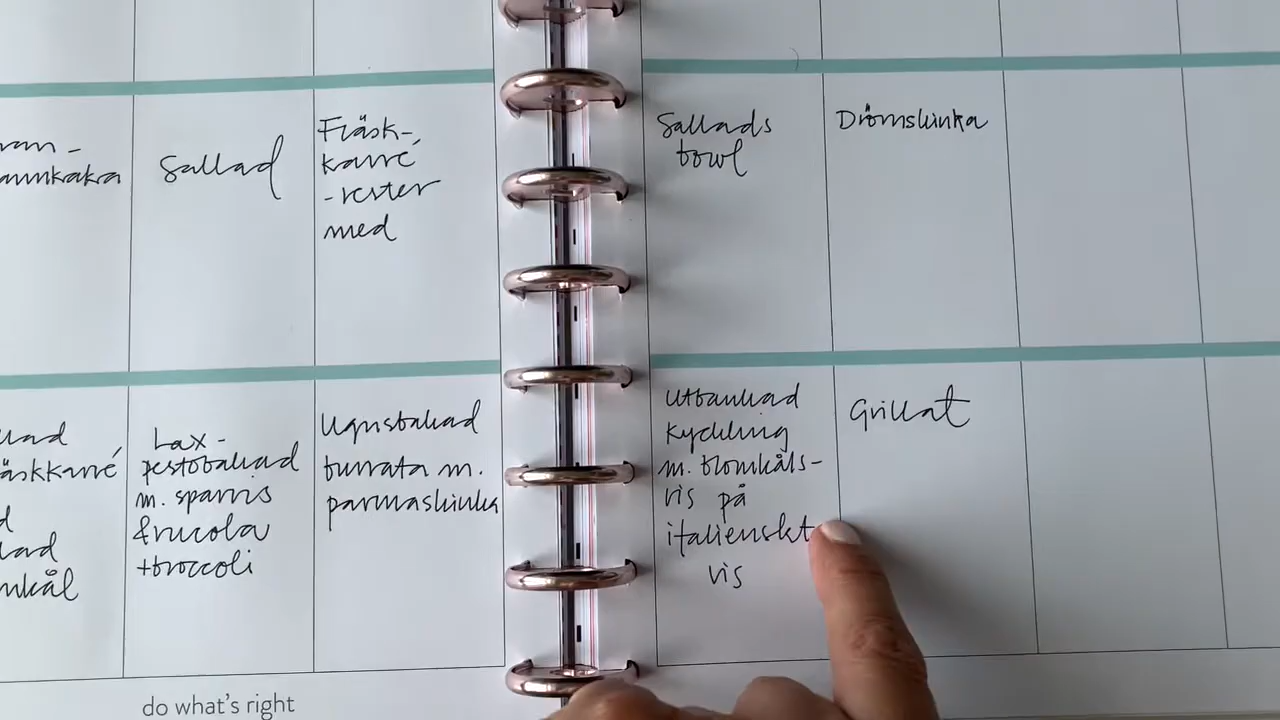 Sallad
Fläsk-
karré
-rester
med
Sallads
bowl
Drömskinka
Lax-
pestobakad
m. sparris
& rucola
+broccoli
Ugnsbakad
burrata m.
parmaskinka
Utbankad
kyckling
m. blomkåls-
ris på
italienskt
vis
Grillat
do what's right